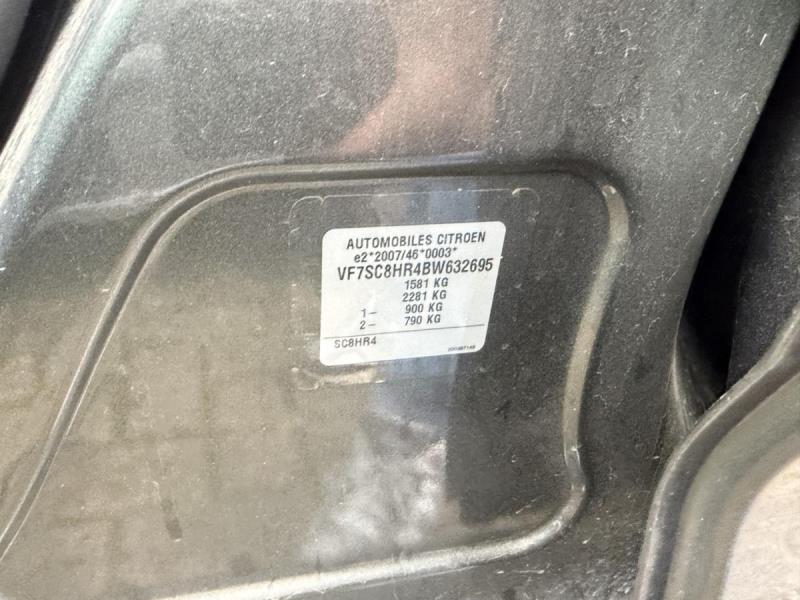 AUTOMOBILES CITROEN
e2*2007/46*0003*
VF7SC8HR4BW632695
1581 KG
2281 KG
1– 900 KG
2– 790 KG
SC8HR4